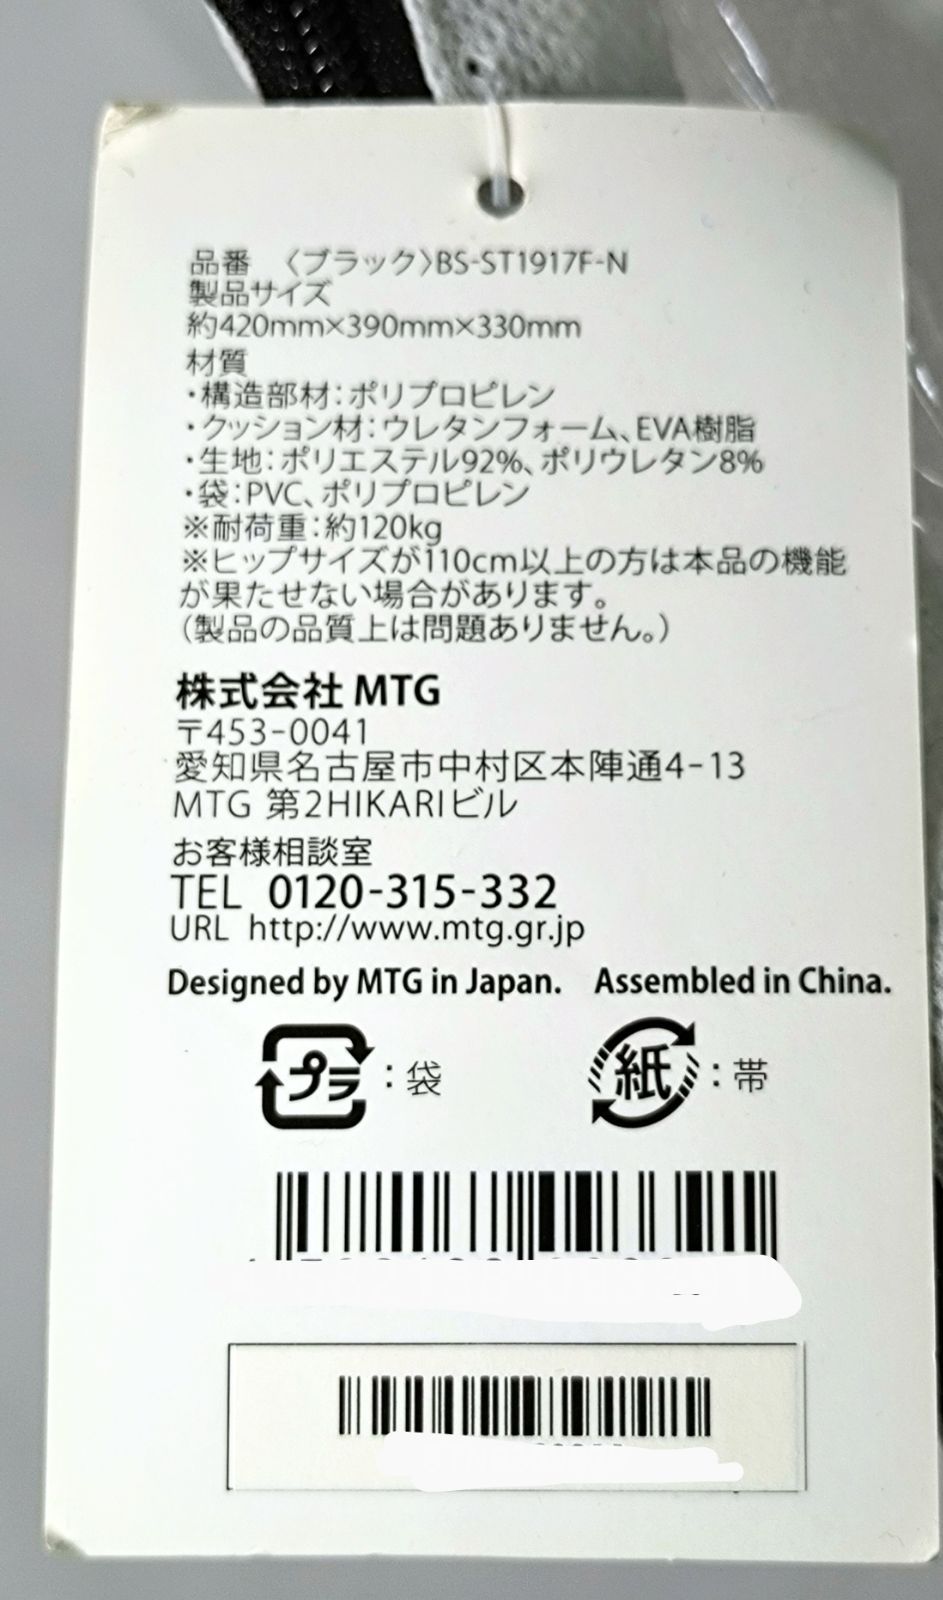 品番　〈ブラック〉BS-ST1917F-N
製品サイズ
約420mm×390mm×330mm
材質
・構造部材：ポリプロピレン
・クッション材：ウレタンフォーム、EVA樹脂
・生地：ポリエステル92%、ポリウレタン8%
・袋：PVC、ポリプロピレン
※耐荷重：約120kg
※ヒップサイズが110cm以上の方は本品の機能
が果たせない場合があります。
（製品の品質上は問題ありません。）
株式会社 MTG
〒453-0041
愛知県名古屋市中村区本陣通4-13
MTG 第2HIKARIビル
お客様相談室
TEL 0120-315-332
URL http://www.mtg.gr.jp
Designed by MTG in Japan.　Assembled in China.
プラ：袋　紙：帯